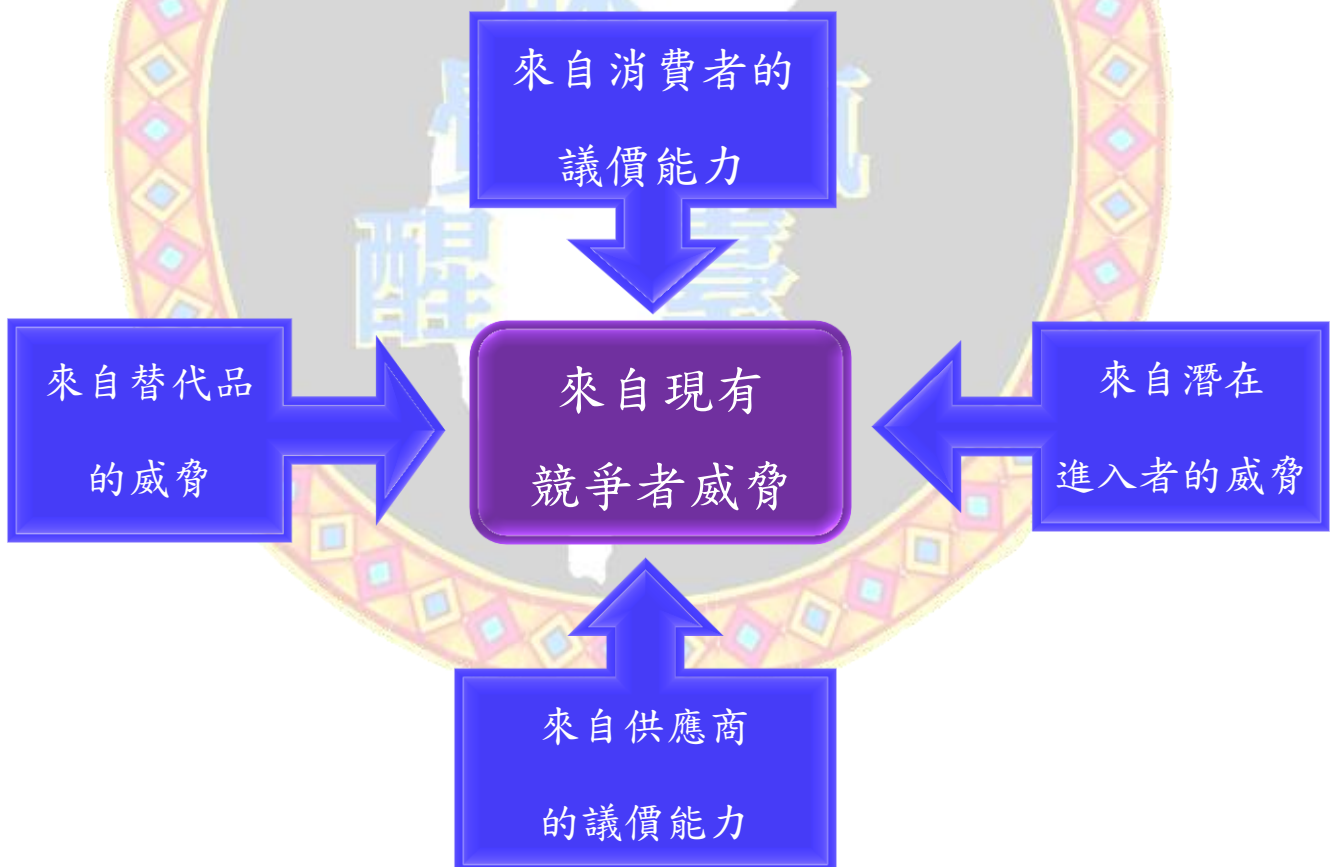 來自消費者的
議價能力
醒
臺
來自替代品
的威脅
來自現有
競爭者威脅
來自潛在
進入者的威脅
來自供應商
的議價能力